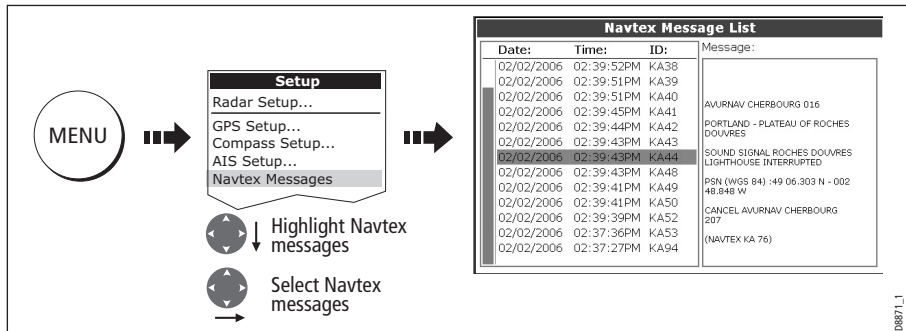 MENU
Setup
Radar Setup...
GPS Setup...
Compass Setup...
AIS Setup...
Navtex Messages
Highlight Navtex
messages
Select Navtex
messages
Navtex Message List
Date: Time: ID:
02/02/2006 02:39:52PM KA38
02/02/2006 02:39:51PM KA39
02/02/2006 02:39:51PM KA40
02/02/2006 02:39:45PM KA41
02/02/2006 02:39:44PM KA42
02/02/2006 02:39:43PM KA43
02/02/2006 02:39:43PM KA44
02/02/2006 02:39:43PM KA48
02/02/2006 02:39:41PM KA49
02/02/2006 02:39:41PM KA50
02/02/2006 02:39:39PM KA52
02/02/2006 02:37:36PM KA53
02/02/2006 02:37:27PM KA94
Message:
AVURNAV CHERBOURG 016
PORTLAND - PLATEAU OF ROCHES
DOUVRES
SOUND SIGNAL ROCHES DOUVRES
LIGHTHOUSE INTERRUPTED
PSN (WGS 84) :49 06.303 N - 002
48.848 W
CANCEL AVURNAV CHERBOURG
207
(NAVTEX KA 76)
D8871_1